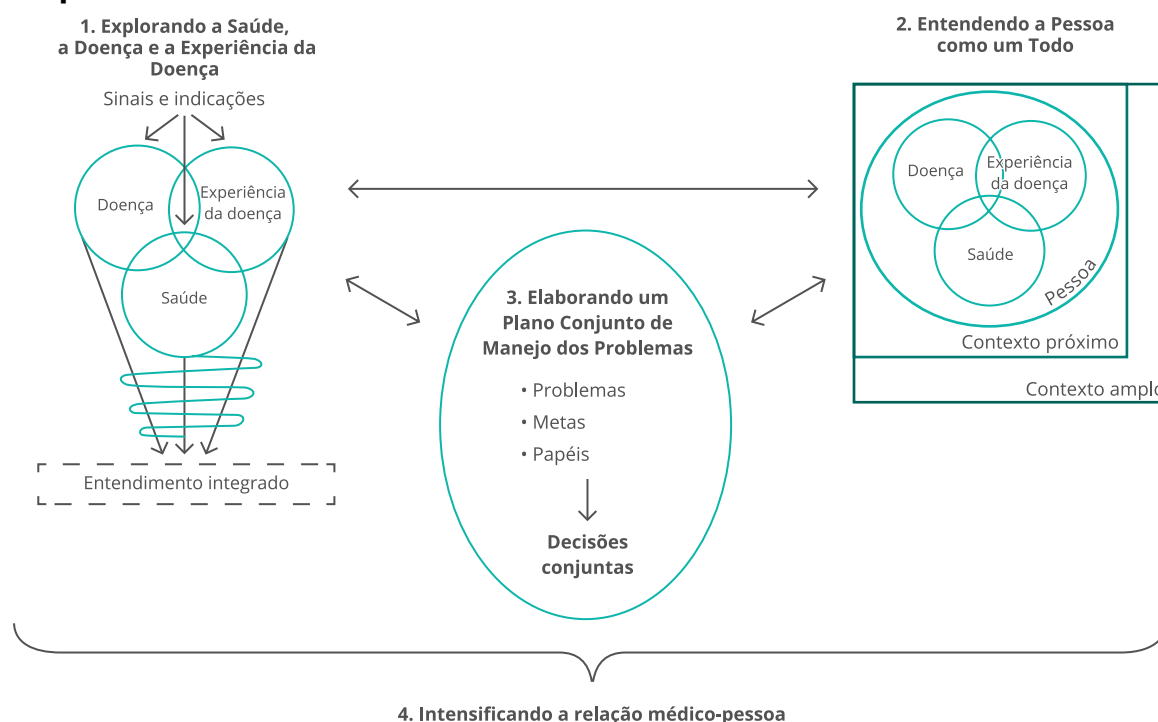 1. Explorando a Saúde,
a Doença e a Experiência da
Doença
Sinais e indicações
Doença
Experiência
da doença
Saúde
Entendimento integrado
2. Entendendo a Pessoa
como um Todo
Doença
Experiência
da doença
Saúde
Pessoa
Contexto próximo
Contexto amplo
3. Elaborando um
Plano Conjunto de
Manejo dos Problemas
• Problemas
• Metas
• Papéis
Decisões
conjuntas
4. Intensificando a relação médico-pessoa